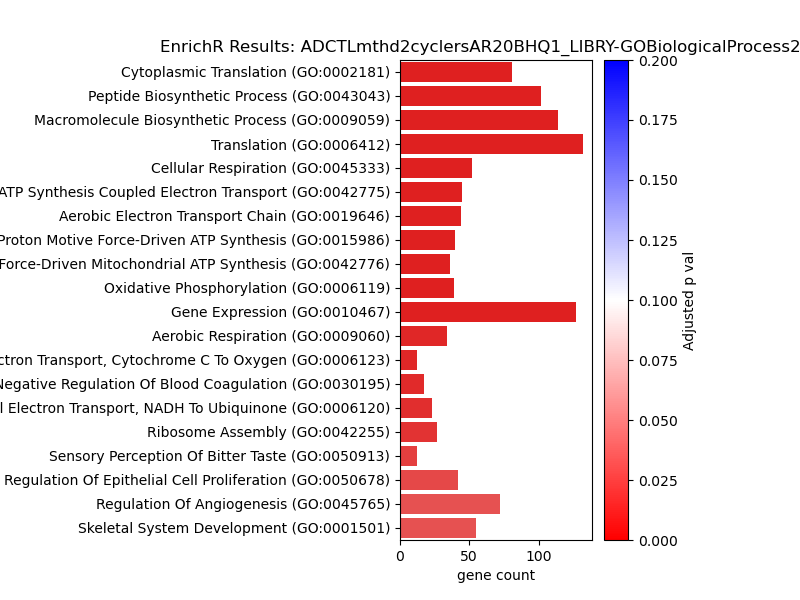 EnrichR Results: ADCTLmthd2cyclersAR20BHQ1_LIBRY-GOBiologicalProcess2
Cytoplasmic Translation (GO:0002181)
Peptide Biosynthetic Process (GO:0043043)
Macromolecule Biosynthetic Process (GO:0009059)
Translation (GO:0006412)
Cellular Respiration (GO:0045333)
ATP Synthesis Coupled Electron Transport (GO:0042775)
Aerobic Electron Transport Chain (GO:0019646)
Proton Motive Force-Driven ATP Synthesis (GO:0015986)
Force-Driven Mitochondrial ATP Synthesis (GO:0042776)
Oxidative Phosphorylation (GO:0006119)
Gene Expression (GO:0010467)
Aerobic Respiration (GO:0009060)
ctron Transport, Cytochrome C To Oxygen (GO:0006123)
Negative Regulation Of Blood Coagulation (GO:0030195)
l Electron Transport, NADH To Ubiquinone (GO:0006120)
Ribosome Assembly (GO:0042255)
Sensory Perception Of Bitter Taste (GO:0050913)
Regulation Of Epithelial Cell Proliferation (GO:0050678)
Regulation Of Angiogenesis (GO:0045765)
Skeletal System Development (GO:0001501)
0 50 100
gene count
0.200
0.175
0.150
0.125
0.100
0.075
0.050
0.025
0.000
Adjusted p val